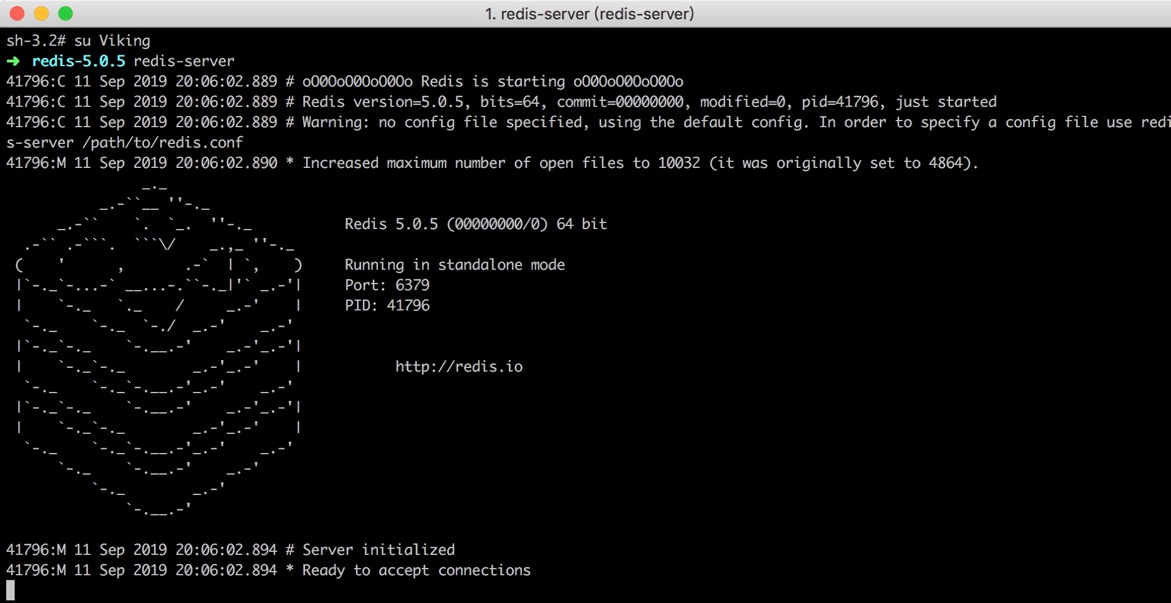 1. redis-server (redis-server)
sh-3.2# su Viking
➜  redis-5.0.5 redis-server
41796:C 11 Sep 2019 20:06:02.889 # oO0OoO0OoO0Oo Redis is starting oO0OoO0OoO0Oo
41796:C 11 Sep 2019 20:06:02.889 # Redis version=5.0.5, bits=64, commit=00000000, modified=0, pid=41796, just started
41796:C 11 Sep 2019 20:06:02.889 # Warning: no config file specified, using the default config. In order to specify a config file use redi
s-server /path/to/redis.conf
41796:M 11 Sep 2019 20:06:02.890 * Increased maximum number of open files to 10032 (it was originally set to 4864).
Redis 5.0.5 (00000000/0) 64 bit
Running in standalone mode
Port: 6379
PID: 41796
http://redis.io
41796:M 11 Sep 2019 20:06:02.894 # Server initialized
41796:M 11 Sep 2019 20:06:02.894 * Ready to accept connections